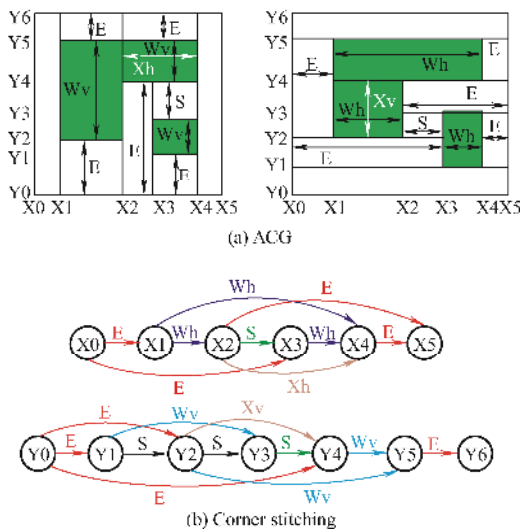 Y6 E E
Y5 Wv E
Xh Wh
Y4 Y4
Wv S Wh Xv E
Y3 Y3
Wv S Wh E
Y2 Y2
Y1 E E E E Y1
Y0 Y0
X0 X1 X2 X3 X4 X5 X0 X1 X2 X3 X4X5
(a) ACG
Wh E
X0 E X1 Wh X2 S X3 Wh X4 E X5
E Xh
E Wv Xv
Y0 E Y1 S Y2 S Y3 S Y4 Wv Y5 E Y6
E Wv
(b) Corner stitching